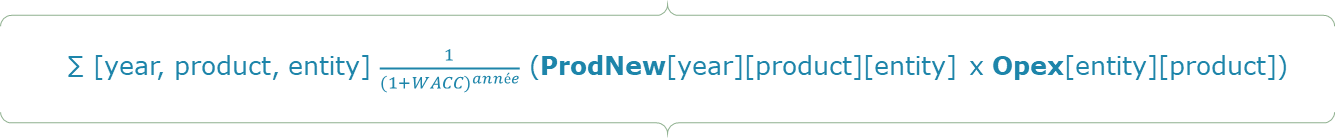 ∑ [year, product, entity] 1/(1+WACC)^année (ProdNew[year][product][entity] x Opex[entity][product])